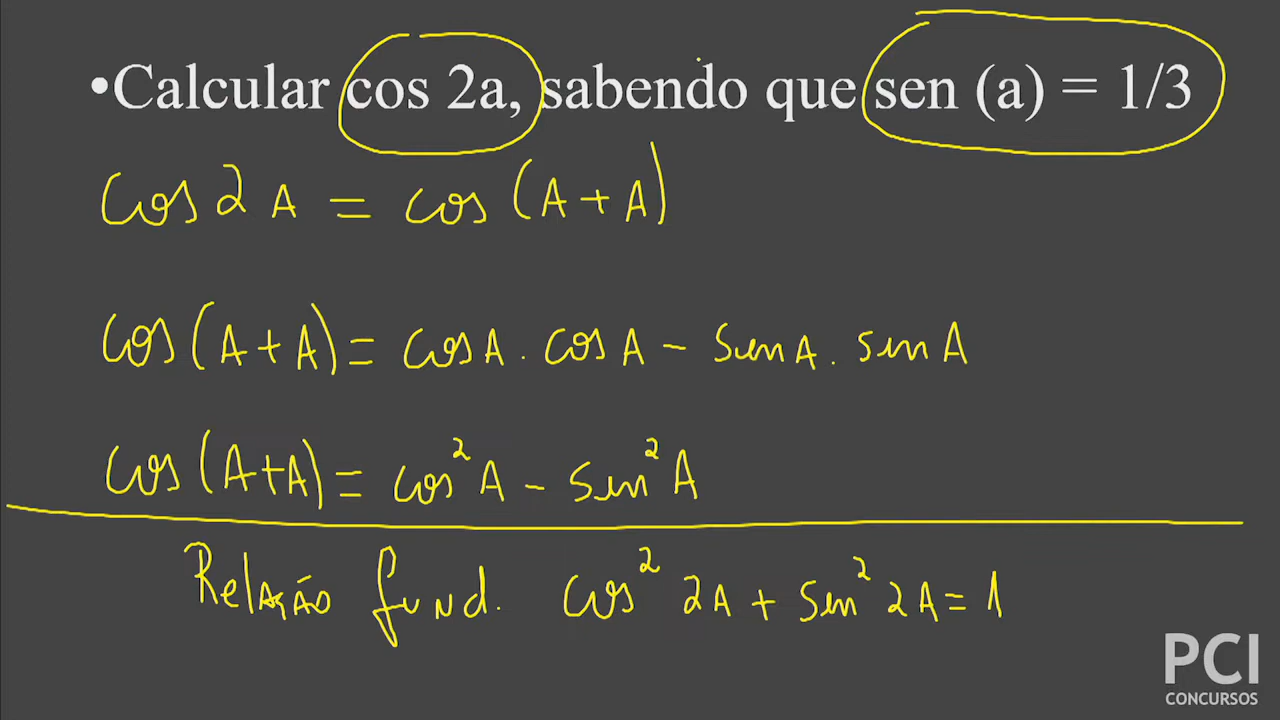 •Calcular cos 2a, sabendo que sen (a) = 1/3
cos 2A = cos (A + A)
cos (A + A) = cos A . cos A - sen A . sen A
cos (A+A) = cos² A - sen² A
Relação fund. cos² 2A + sen² 2A = 1
PCI
CONCURSOS